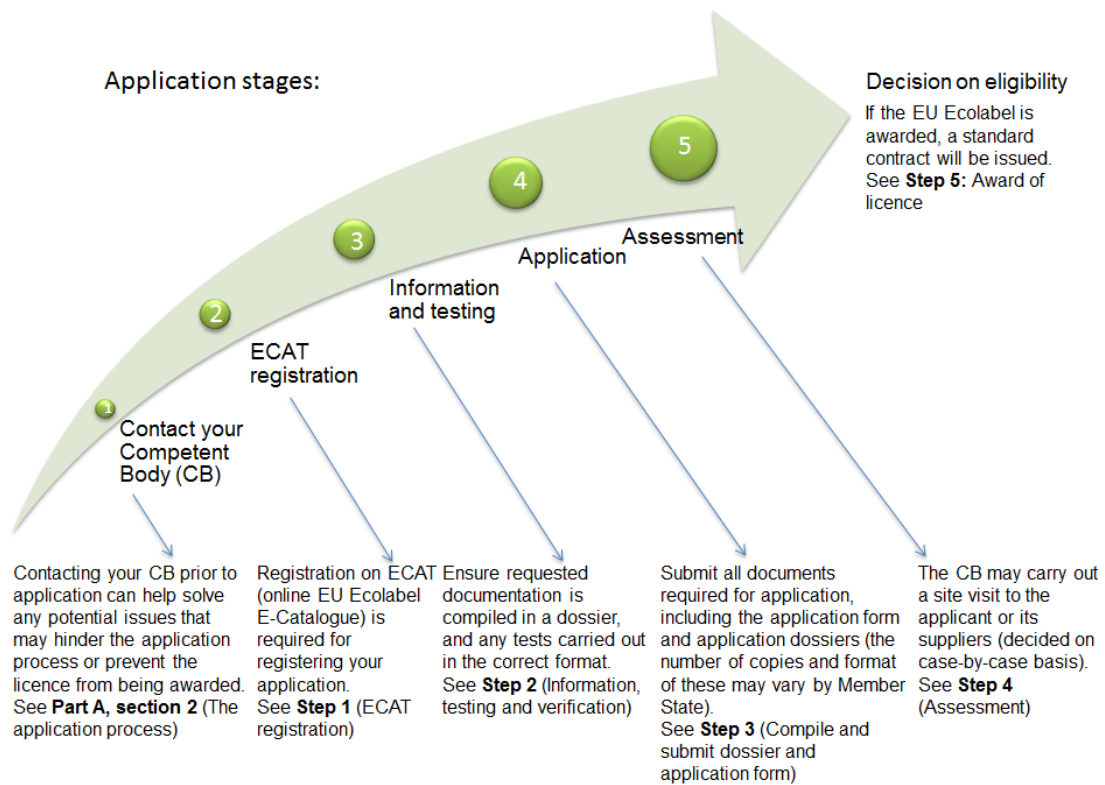 Application stages:
1
Contact your
Competent
Body (CB)
2
ECAT
registration
3
Information
and testing
4
Application
5
Assessment
Decision on eligibility
If the EU Ecolabel is
awarded, a standard
contract will be issued.
See Step 5: Award of
licence
Contacting your CB prior to
application can help solve
any potential issues that
may hinder the application
process or prevent the
licence from being awarded.
See Part A, section 2 (The
application process)
Registration on ECAT
(online EU Ecolabel
E-Catalogue) is
required for
registering your
application.
See Step 1 (ECAT
registration)
Ensure requested
documentation is
compiled in a dossier,
and any tests carried out
in the correct format.
See Step 2 (Information,
testing and verification)
Submit all documents
required for application,
including the application form
and application dossiers (the
number of copies and format
of these may vary by Member
State).
See Step 3 (Compile and
submit dossier and
application form)
The CB may carry out
a site visit to the
applicant or its
suppliers (decided on
case-by-case basis).
See Step 4
(Assessment)